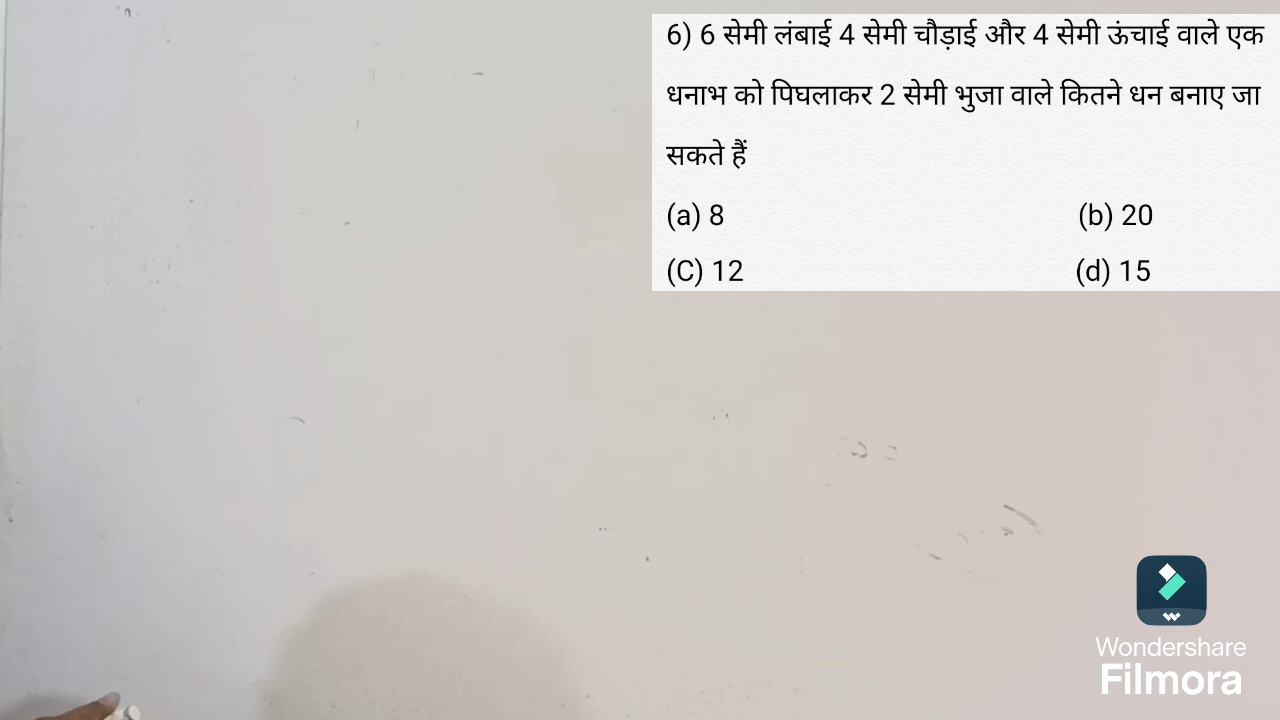 6) 6 सेमी लंबाई 4 सेमी चौड़ाई और 4 सेमी ऊंचाई वाले एक
धनाभ को पिघलाकर 2 सेमी भुजा वाले कितने धन बनाए जा
सकते हैं
(a) 8 (b) 20
(C) 12 (d) 15
Wondershare
Filmora